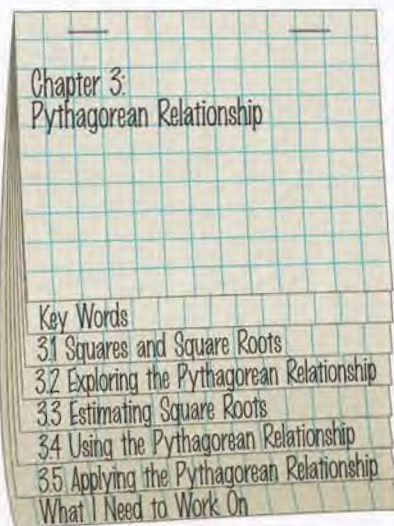 Chapter 3:
Pythagorean Relationship
Key Words
3.1 Squares and Square Roots
3.2 Exploring the Pythagorean Relationship
3.3 Estimating Square Roots
3.4 Using the Pythagorean Relationship
3.5 Applying the Pythagorean Relationship
What I Need to Work On